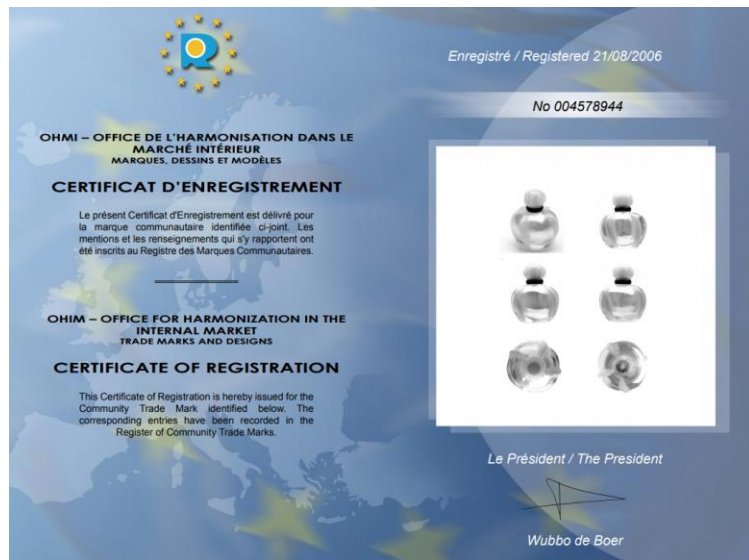 OHMI – OFFICE DE L'HARMONISATION DANS LE
MARCHÉ INTÉRIEUR
MARQUES, DESSINS ET MODÈLES
CERTIFICAT D'ENREGISTREMENT
Le présent Certificat d'Enregistrement est délivré pour
la marque communautaire identifiée ci-joint. Les
mentions et les renseignements qui s'y rapportent ont
été inscrits au Registre des Marques Communautaires.
OHIM – OFFICE FOR HARMONIZATION IN THE
INTERNAL MARKET
TRADE MARKS AND DESIGNS
CERTIFICATE OF REGISTRATION
This Certificate of Registration is hereby issued for the
Community Trade Mark identified below. The
corresponding entries have been recorded in the
Register of Community Trade Marks.
Enregistré / Registered 21/08/2006
No 004578944
Le Président / The President
Wubbo de Boer